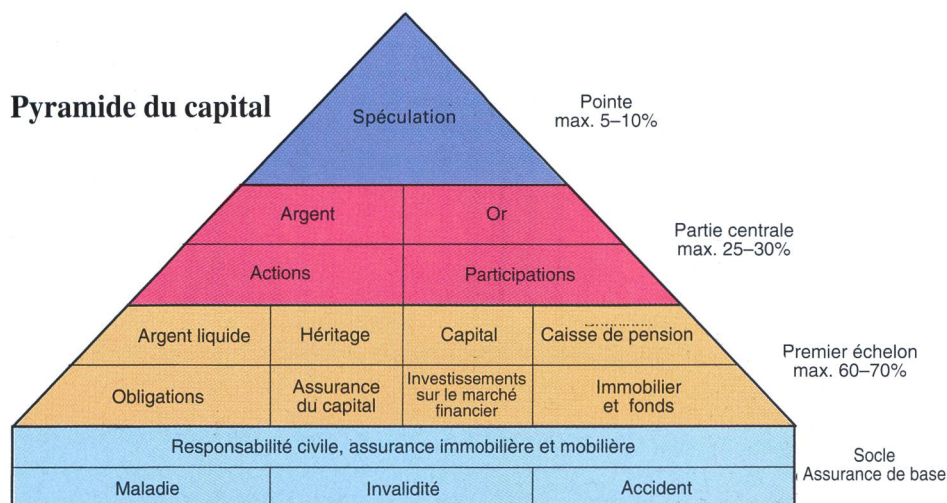 Pyramide du capital
Spéculation
Pointe
max. 5–10%
Argent
Or
Partie centrale
max. 25–30%
Actions
Participations
Argent liquide
Héritage
Capital
Caisse de pension
Premier échelon
max. 60–70%
Obligations
Assurance
du capital
Investissements
sur le marché
financier
Immobilier
et fonds
Responsabilité civile, assurance immobilière et mobilière
Socle
Assurance de base
Maladie
Invalidité
Accident